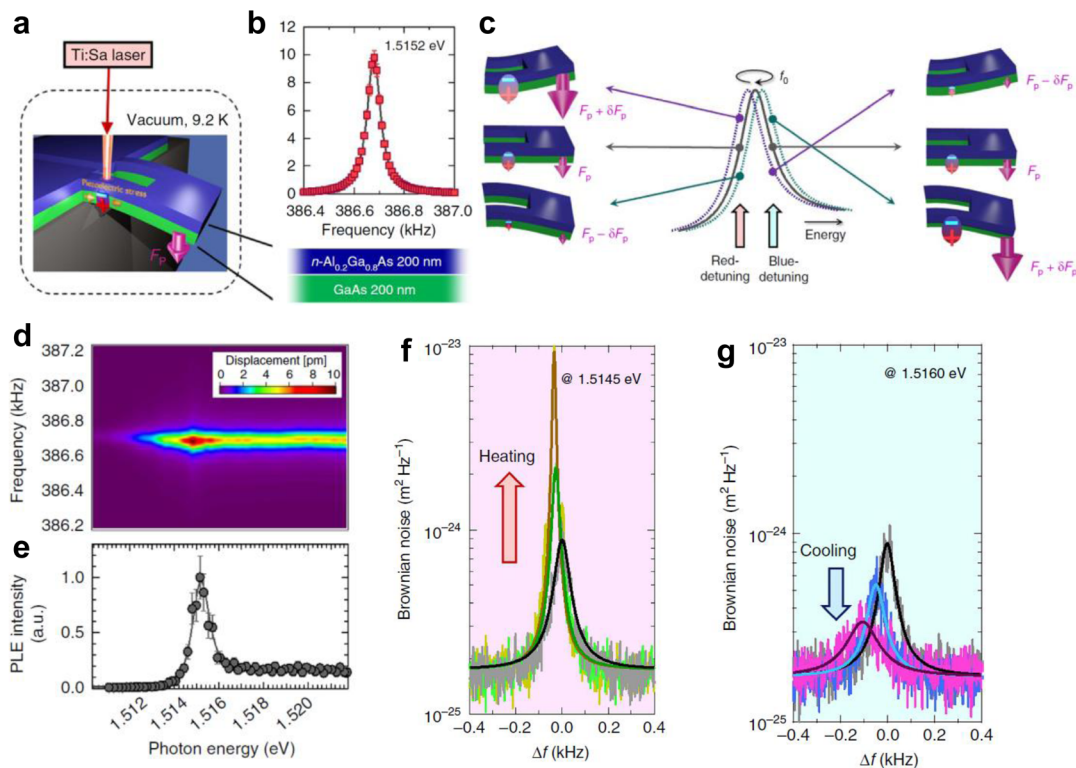 a
Ti:Sa laser
Vacuum, 9.2 K
Piezoelectric stress
Fp
b
1.5152 eV
12
10
8
6
4
2
0
386.4 386.6 386.8 387.0
Frequency (kHz)
n-Al0.2Ga0.8As 200 nm
GaAs 200 nm
c
Fp + δFp
Fp
Fp − δFp
f0
Energy
Red-
detuning
Blue-
detuning
Fp − δFp
Fp
Fp + δFp
d
387.2
387.0
386.8
386.6
386.4
386.2
Frequency (kHz)
Displacement [pm]
0 2 4 6 8 10
e
PLE intensity
(a.u.)
1.0
0.5
0.0
1.512 1.514 1.516 1.518 1.520
Photon energy (eV)
f
10−23
10−24
10−25
Brownian noise (m2 Hz−1)
@ 1.5145 eV
Heating
−0.4 −0.2 0.0 0.2 0.4
Δf (kHz)
g
10−23
10−24
10−25
Brownian noise (m2 Hz−1)
@ 1.5160 eV
Cooling
−0.4 −0.2 0.0 0.2 0.4
Δf (kHz)